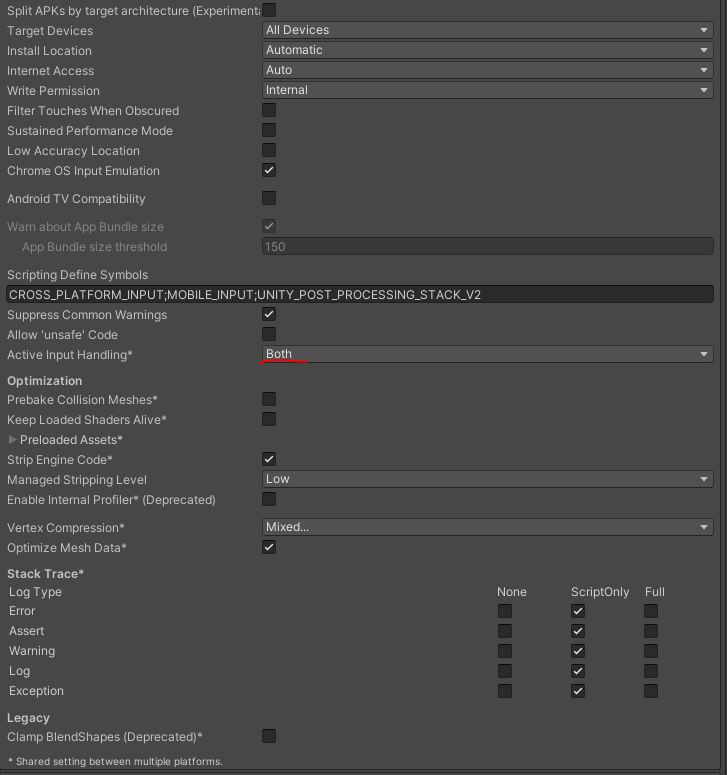 Split APKs by target architecture (Experimenta
Target Devices All Devices
Install Location Automatic
Internet Access Auto
Write Permission Internal
Filter Touches When Obscured
Sustained Performance Mode
Low Accuracy Location
Chrome OS Input Emulation
Android TV Compatibility
Warn about App Bundle size
App Bundle size threshold 150
Scripting Define Symbols
CROSS_PLATFORM_INPUT;MOBILE_INPUT;UNITY_POST_PROCESSING_STACK_V2
Suppress Common Warnings
Allow 'unsafe' Code
Active Input Handling* Both
Optimization
Prebake Collision Meshes*
Keep Loaded Shaders Alive*
Preloaded Assets*
Strip Engine Code*
Managed Stripping Level Low
Enable Internal Profiler* (Deprecated)
Vertex Compression* Mixed...
Optimize Mesh Data*
Stack Trace*
Log Type None ScriptOnly Full
Error
Assert
Warning
Log
Exception
Legacy
Clamp BlendShapes (Deprecated)*
* Shared setting between multiple platforms.